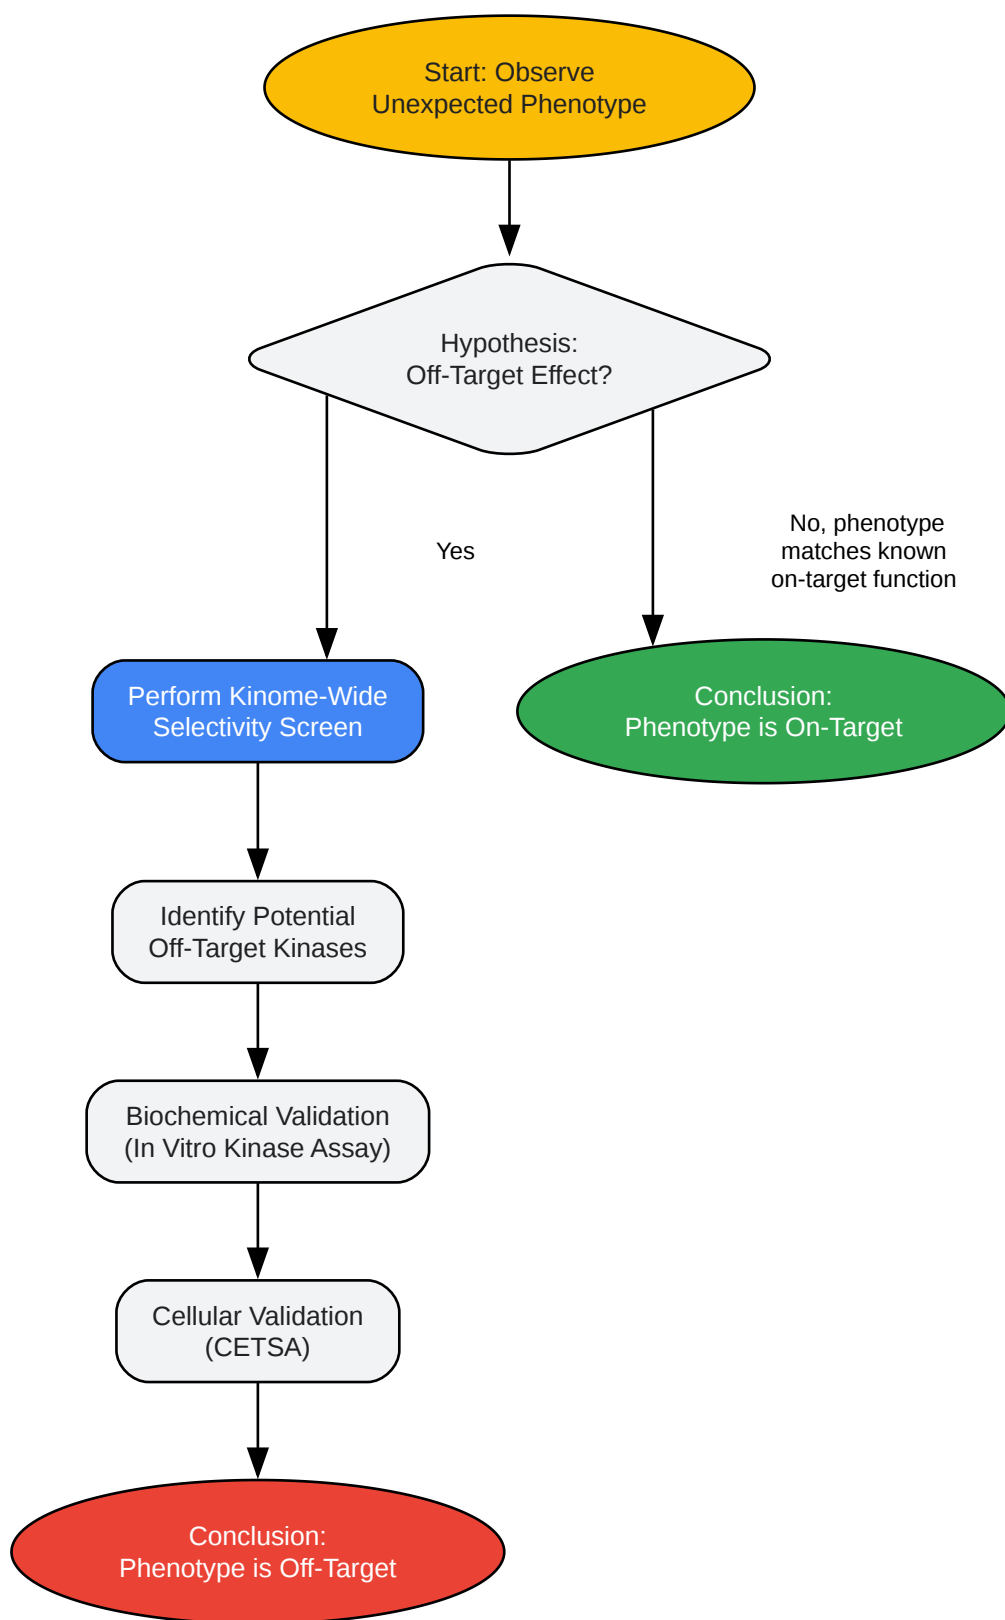 Start: Observe
Unexpected Phenotype
Hypothesis:
Off-Target Effect?
Yes
No, phenotype
matches known
on-target function
Perform Kinome-Wide
Selectivity Screen
Conclusion:
Phenotype is On-Target
Identify Potential
Off-Target Kinases
Biochemical Validation
(In Vitro Kinase Assay)
Cellular Validation
(CETSA)
Conclusion:
Phenotype is Off-Target